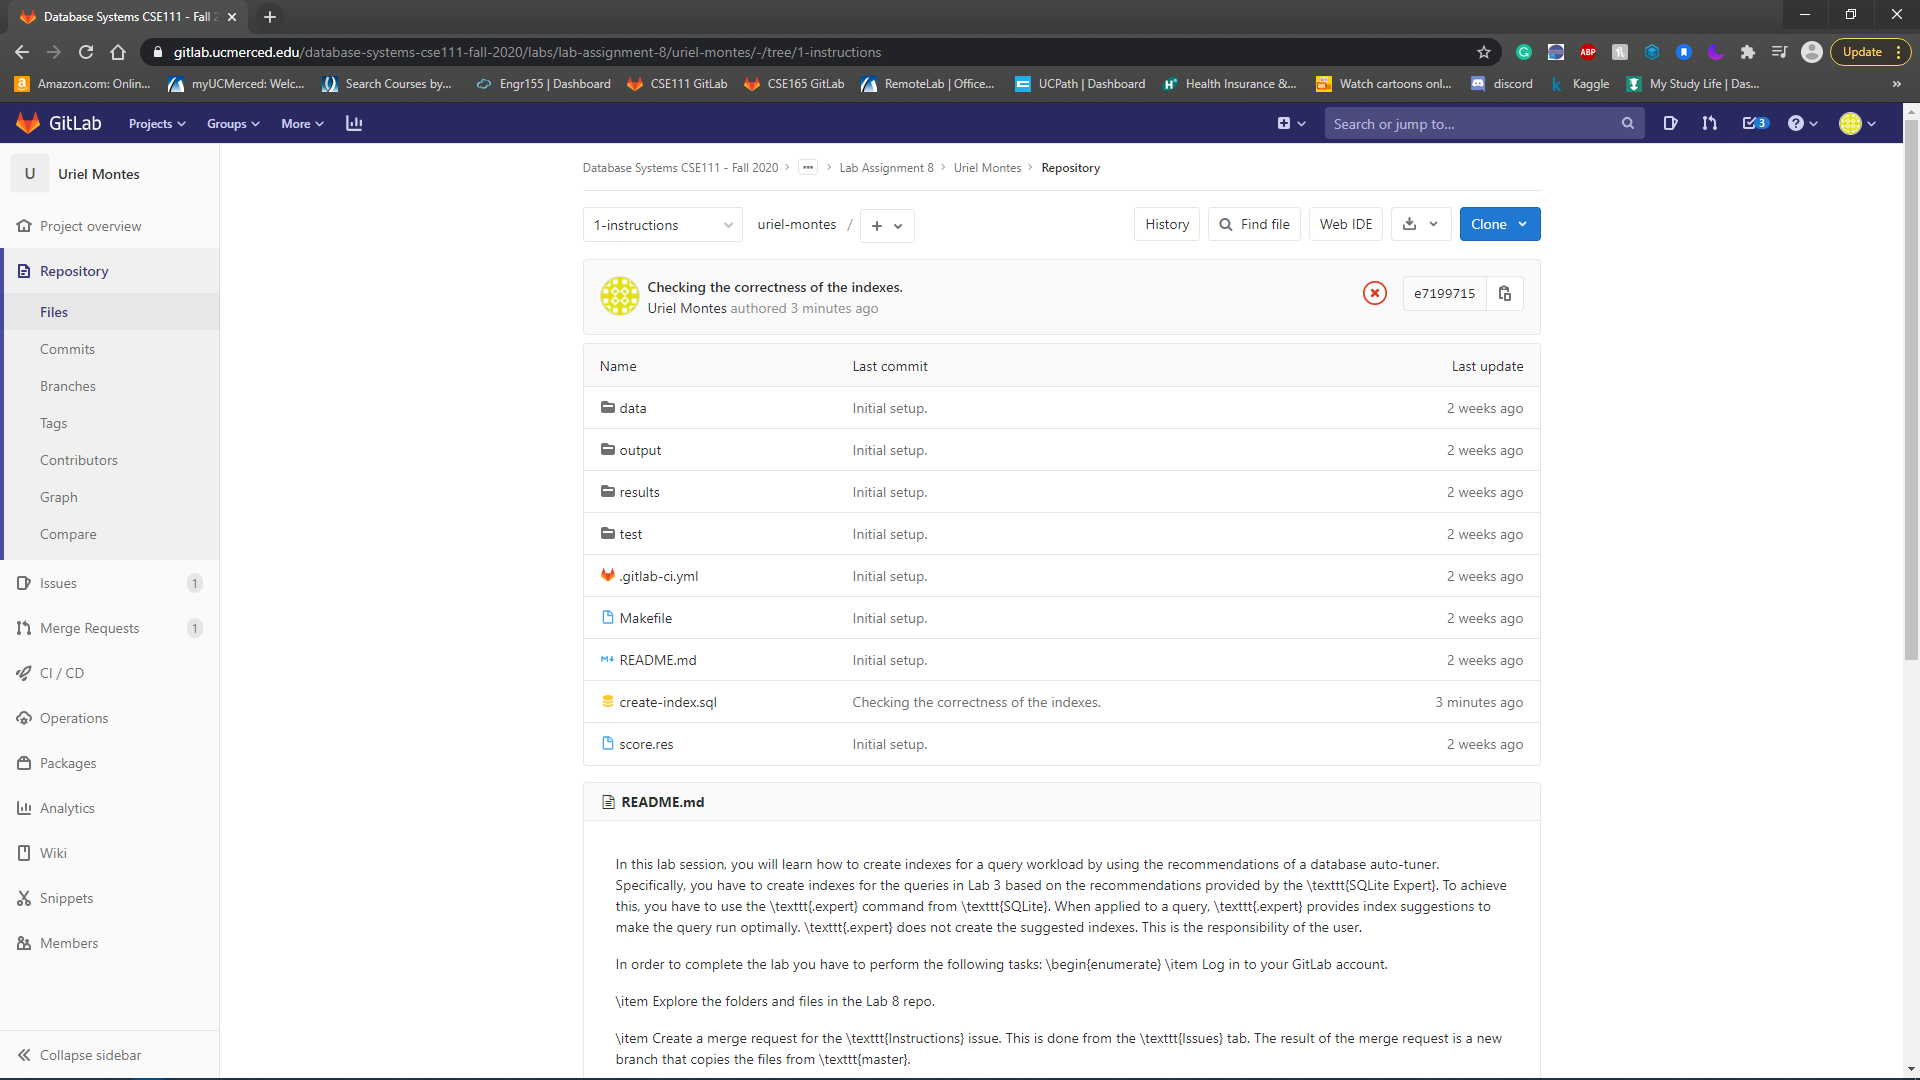 Database Systems CSE111 - Fall 2
gitlab.ucmerced.edu/database-systems-cse111-fall-2020/labs/lab-assignment-8/uriel-montes/-/tree/1-instructions
ABP
Update
Amazon.com: Onlin...
myUCMerced: Welc...
Search Courses by...
Engr155 | Dashboard
CSE111 GitLab
CSE165 GitLab
RemoteLab | Office...
UCPath | Dashboard
Health Insurance &...
Watch cartoons onl...
discord
Kaggle
My Study Life | Das...
GitLab
Projects
Groups
More
Search or jump to...
3
U
Uriel Montes
Project overview
Repository
Files
Commits
Branches
Tags
Contributors
Graph
Compare
Issues 1
Merge Requests 1
CI / CD
Operations
Packages
Analytics
Wiki
Snippets
Members
Collapse sidebar
Database Systems CSE111 - Fall 2020 > ... > Lab Assignment 8 > Uriel Montes > Repository
1-instructions
uriel-montes / +
History
Find file
Web IDE
Clone
Checking the correctness of the indexes.
Uriel Montes authored 3 minutes ago
e7199715
Name Last commit Last update
data Initial setup. 2 weeks ago
output Initial setup. 2 weeks ago
results Initial setup. 2 weeks ago
test Initial setup. 2 weeks ago
.gitlab-ci.yml Initial setup. 2 weeks ago
Makefile Initial setup. 2 weeks ago
README.md Initial setup. 2 weeks ago
create-index.sql Checking the correctness of the indexes. 3 minutes ago
score.res Initial setup. 2 weeks ago
README.md
In this lab session, you will learn how to create indexes for a query workload by using the recommendations of a database auto-tuner.
Specifically, you have to create indexes for the queries in Lab 3 based on the recommendations provided by the \texttt{SQLite Expert}. To achieve
this, you have to use the \texttt{.expert} command from \texttt{SQLite}. When applied to a query, \texttt{.expert} provides index suggestions to
make the query run optimally. \texttt{.expert} does not create the suggested indexes. This is the responsibility of the user.
In order to complete the lab you have to perform the following tasks: \begin{enumerate} \item Log in to your GitLab account.
\item Explore the folders and files in the Lab 8 repo.
\item Create a merge request for the \texttt{Instructions} issue. This is done from the \texttt{Issues} tab. The result of the merge request is a new
branch that copies the files from \texttt{master}.